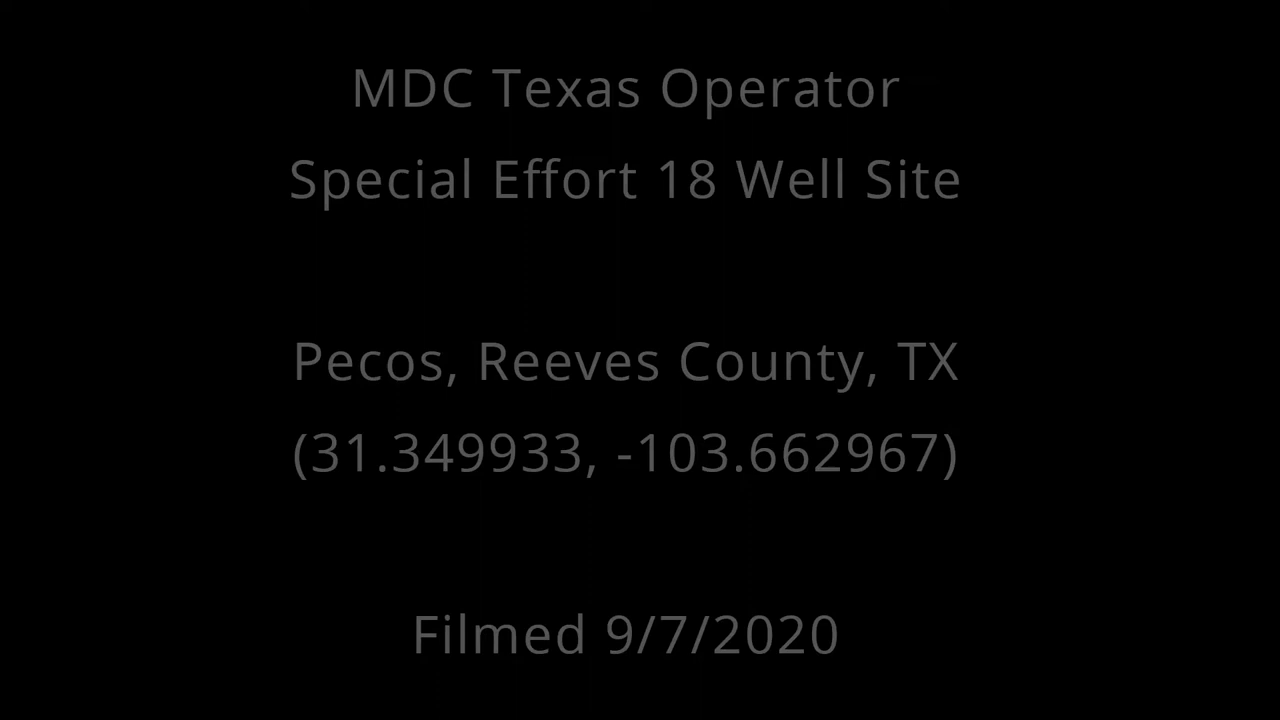 MDC Texas Operator
Special Effort 18 Well Site
Pecos, Reeves County, TX
(31.349933, -103.662967)
Filmed 9/7/2020